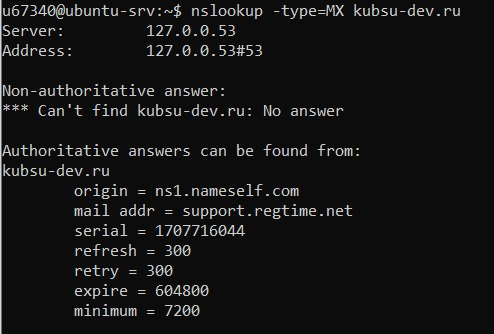 u67340@ubuntu-srv:~$ nslookup -type=MX kubsu-dev.ru
Server:         127.0.0.53
Address:        127.0.0.53#53

Non-authoritative answer:
*** Can't find kubsu-dev.ru: No answer

Authoritative answers can be found from:
kubsu-dev.ru
        origin = ns1.nameself.com
        mail addr = support.regtime.net
        serial = 1707716044
        refresh = 300
        retry = 300
        expire = 604800
        minimum = 7200